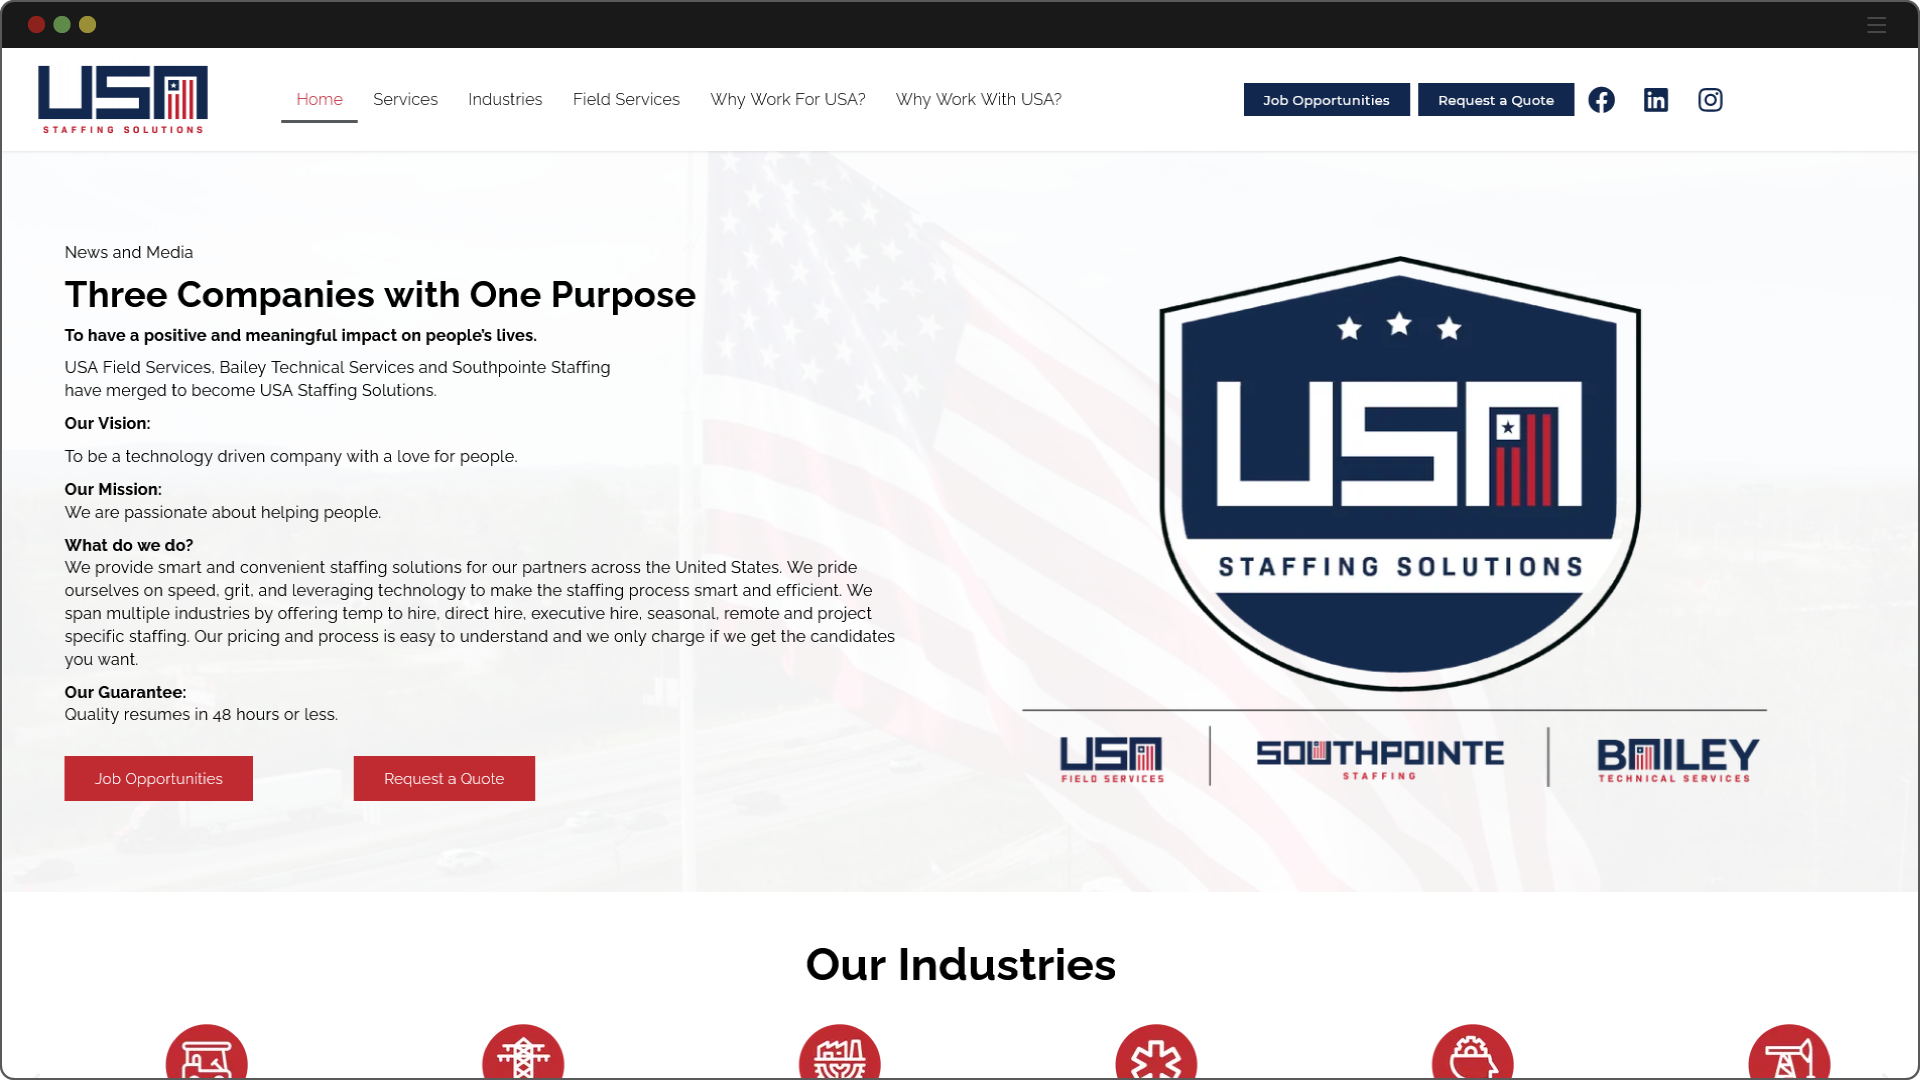 USA
STAFFING SOLUTIONS
Home
Services
Industries
Field Services
Why Work For USA?
Why Work With USA?
Job Opportunities
Request a Quote
News and Media
Three Companies with One Purpose
To have a positive and meaningful impact on people's lives.
USA Field Services, Bailey Technical Services and Southpointe Staffing
have merged to become USA Staffing Solutions.
Our Vision:
To be a technology driven company with a love for people.
Our Mission:
We are passionate about helping people.
What do we do?
We provide smart and convenient staffing solutions for our partners across the United States. We pride
ourselves on speed, grit, and leveraging technology to make the staffing process smart and efficient. We
span multiple industries by offering temp to hire, direct hire, executive hire, seasonal, remote and project
specific staffing. Our pricing and process is easy to understand and we only charge if we get the candidates
you want.
Our Guarantee:
Quality resumes in 48 hours or less.
Job Opportunities
Request a Quote
USA
STAFFING SOLUTIONS
USA
FIELD SERVICES
SOUTHPOINTE
STAFFING
BAILEY
TECHNICAL SERVICES
Our Industries